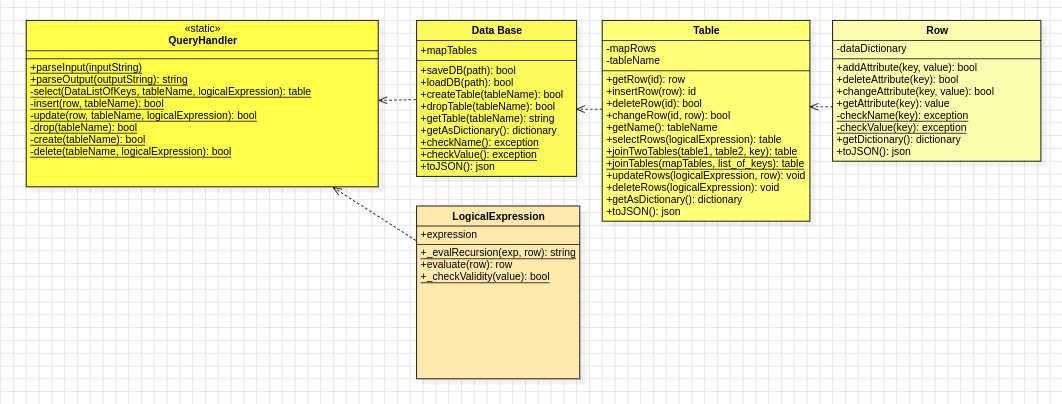 «static»
QueryHandler
+parseInput(inputString)
+parseOutput(outputString): string
-select(DataListOfKeys, tableName, logicalExpression): table
-insert(row, tableName): bool
-update(row, tableName, logicalExpression): bool
-drop(tableName): bool
-create(tableName): bool
-delete(tableName, logicalExpression): bool
Data Base
+mapTables
+saveDB(path): bool
+loadDB(path): bool
+createTable(tableName): bool
+dropTable(tableName): bool
+getTable(tableName): string
+getAsDictionary(): dictionary
+checkName(): exception
+checkValue(): exception
+toJSON(): json
Table
-mapRows
-tableName
+getRow(id): row
+insertRow(row): id
+deleteRow(id): bool
+changeRow(id, row): bool
+getName(): tableName
+selectRows(logicalExpression): table
+joinTwoTables(table1, table2, key): table
+joinTables(mapTables, list_of_keys): table
+updateRows(logicalExpression, row): void
+deleteRows(logicalExpression): void
+getAsDictionary(): dictionary
+toJSON(): json
Row
-dataDictionary
+addAttribute(key, value): bool
+deleteAttribute(key): bool
+changeAttribute(key, value): bool
+getAttribute(key): value
-checkName(key): exception
-checkValue(key): exception
+getDictionary(): dictionary
+toJSON(): json
LogicalExpression
+expression
+_evalRecursion(exp, row): string
+evaluate(row): row
+_checkValidity(value): bool